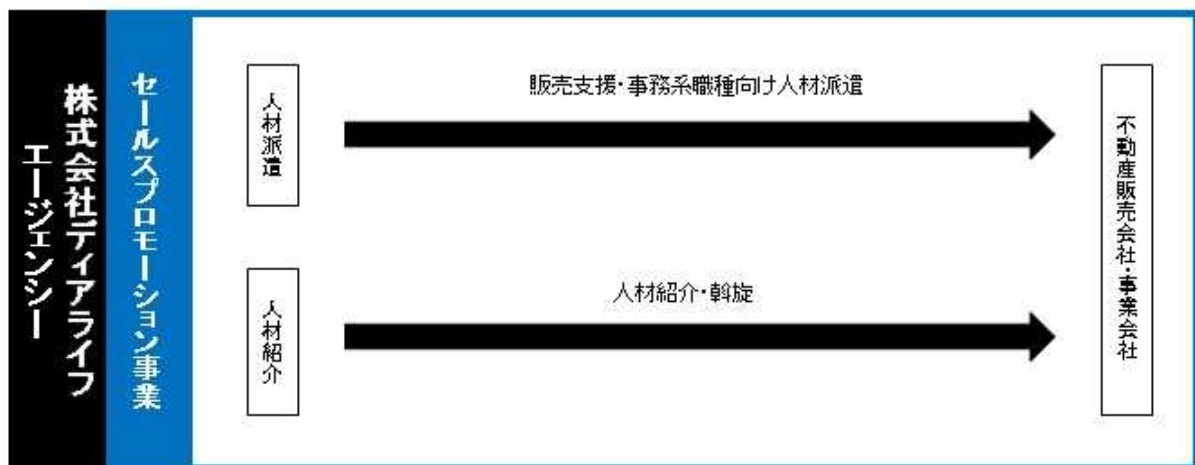 株式会社ディアライフ
エージェンシー
セールスプロモーション事業
人材派遣
販売支援・事務系職種向け人材派遣
人材紹介
人材紹介・斡旋
不動産販売会社・事業会社